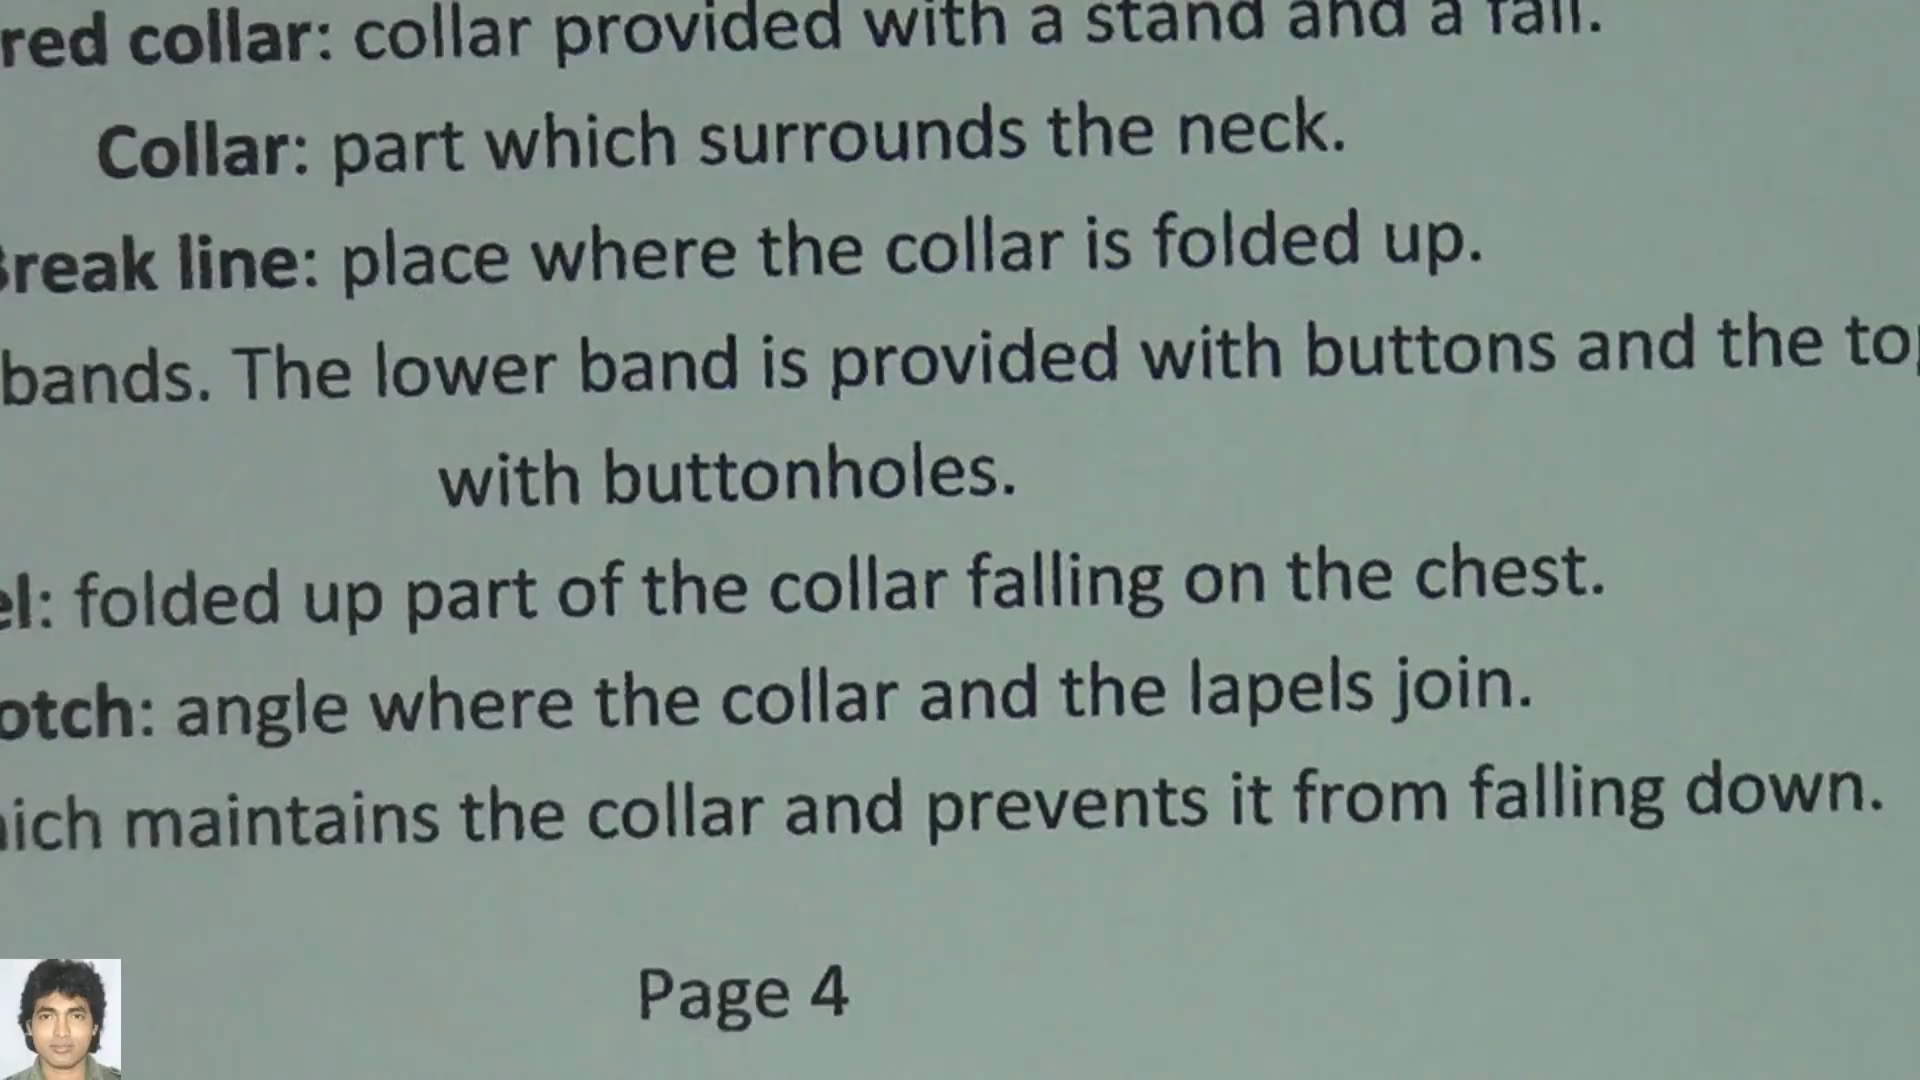 red collar: collar provided with a stand and a fall.
Collar: part which surrounds the neck.
Break line: place where the collar is folded up.
bands. The lower band is provided with buttons and the top
with buttonholes.
el: folded up part of the collar falling on the chest.
otch: angle where the collar and the lapels join.
hich maintains the collar and prevents it from falling down.
Page 4